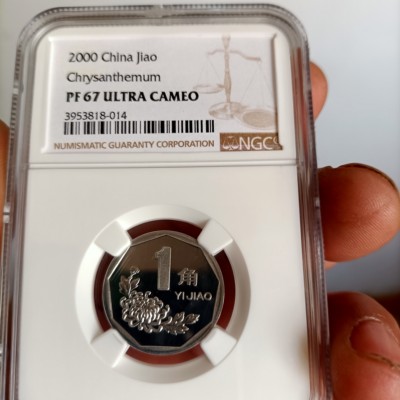 2000 China Jiao
Chrysanthemum
PF 67 ULTRA CAMEO
3953818-014
NUMISMATIC GUARANTY CORPORATION
NGC
1角
YI JIAO